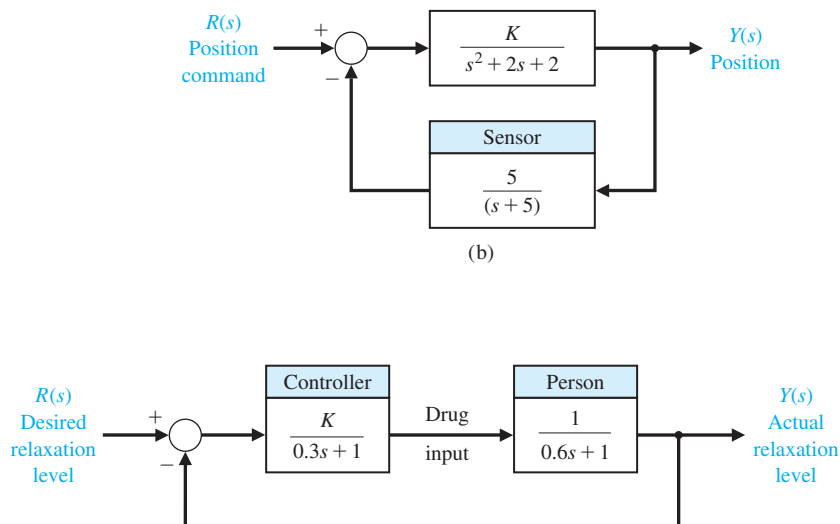 R(s)
Position
command
+
−
K
s² + 2s + 2
Y(s)
Position
Sensor
5
(s + 5)
(b)
R(s)
Desired
relaxation
level
+
−
Controller
K
0.3s + 1
Drug
input
Person
1
0.6s + 1
Y(s)
Actual
relaxation
level